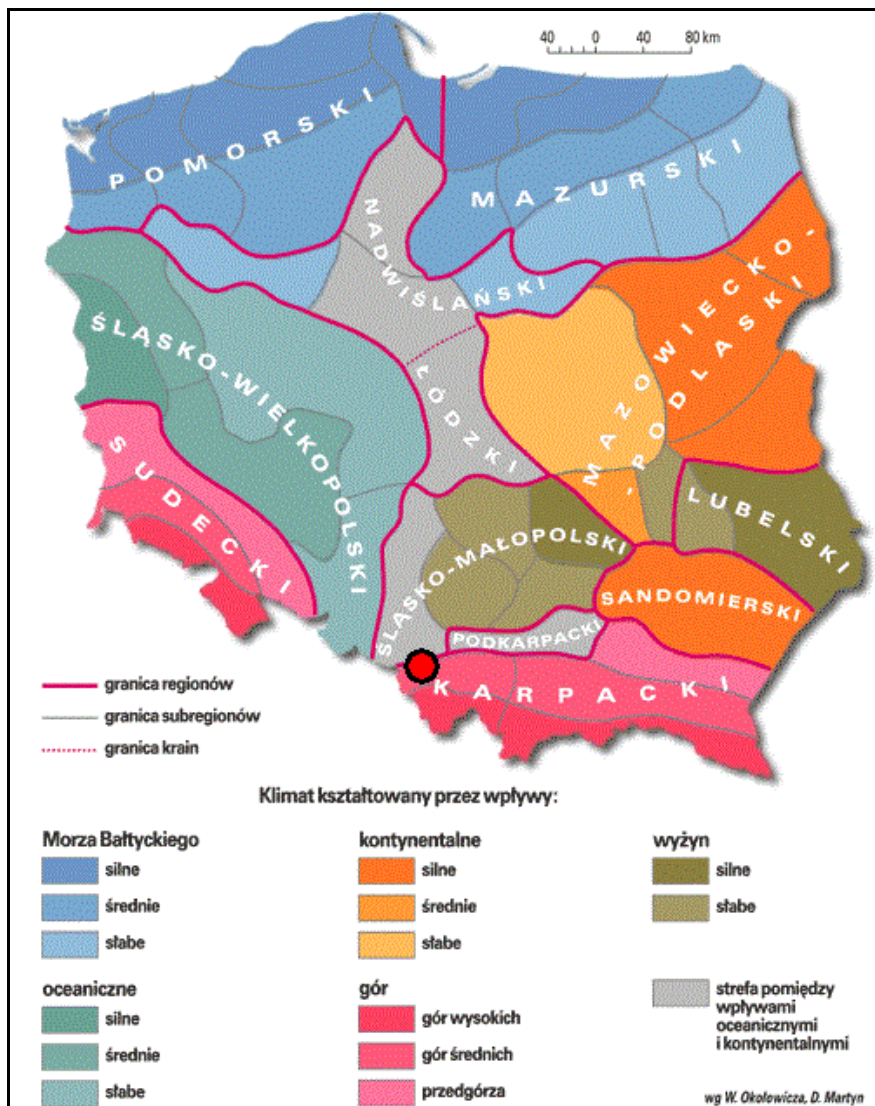 40 0 40 80 km
POMORSKI
MAZURSKI
NADWIŚLAŃSKI
MAZOWIECKO-
-PODLASKI
ŚLĄSKO-WIELKOPOLSKI
ŁÓDZKI
SUDECKI
LUBELSKI
ŚLĄSKO-MAŁOPOLSKI
SANDOMIERSKI
PODKARPACKI
KARPACKI
granica regionów
granica subregionów
granica krain
Klimat kształtowany przez wpływy:
Morza Bałtyckiego
silne
średnie
słabe
kontynentalne
silne
średnie
słabe
wyżyn
silne
słabe
oceaniczne
silne
średnie
słabe
gór
gór wysokich
gór średnich
przedgórza
strefa pomiędzy
wpływami
oceanicznymi
i kontynentalnymi
wg W. Okołowicza, D. Martyn